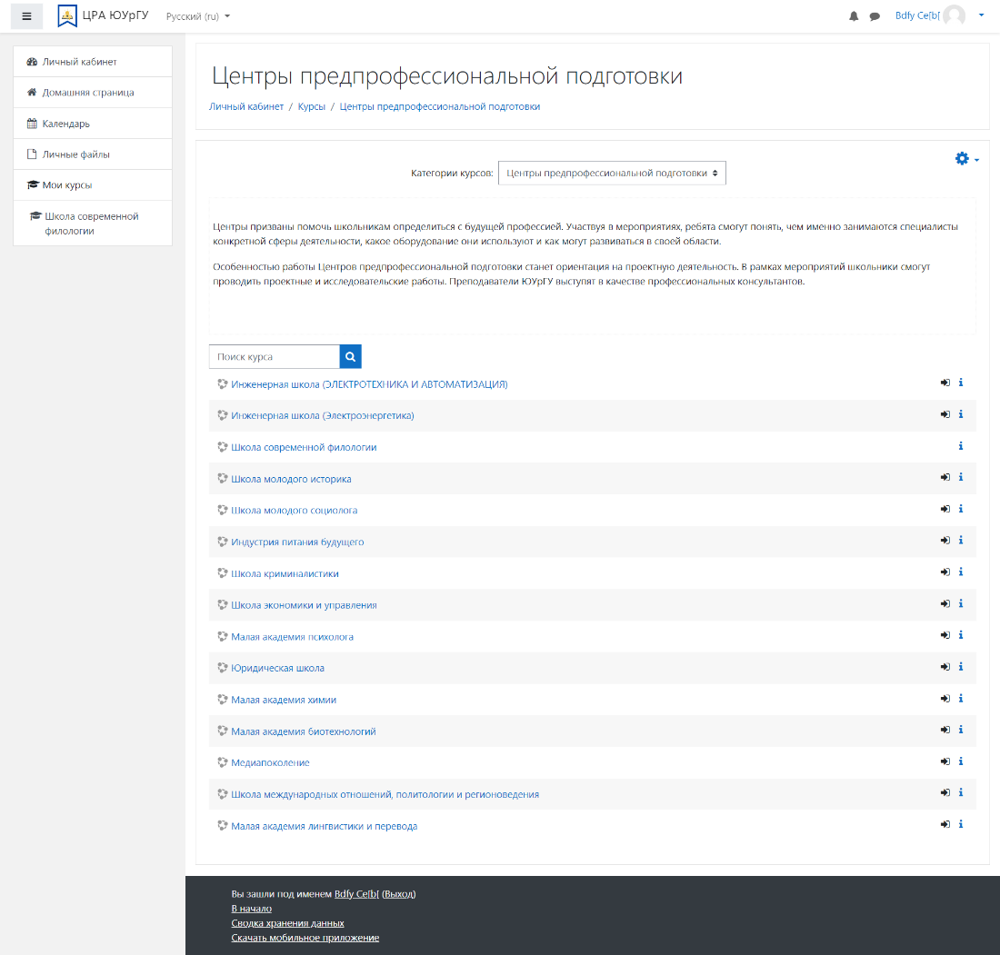 ЦРА ЮУрГУ
Русский (ru)
Bdfy Ce[b[
Личный кабинет
Домашняя страница
Календарь
Личные файлы
Мои курсы
Школа современной
филологии
Центры предпрофессиональной подготовки
Личный кабинет / Курсы / Центры предпрофессиональной подготовки
Категории курсов: Центры предпрофессиональной подготовки
Центры призваны помочь школьникам определиться с будущей профессией. Участвуя в мероприятиях, ребята смогут понять, чем именно занимаются специалисты
конкретной сферы деятельности, какое оборудование они используют и как могут развиваться в своей области.
Особенностью работы Центров предпрофессиональной подготовки станет ориентация на проектную деятельность. В рамках мероприятий школьники смогут
проводить проектные и исследовательские работы. Преподаватели ЮУрГУ выступят в качестве профессиональных консультантов.
Поиск курса
Инженерная школа (ЭЛЕКТРОТЕХНИКА И АВТОМАТИЗАЦИЯ)
Инженерная школа (Электроэнергетика)
Школа современной филологии
Школа молодого историка
Школа молодого социолога
Индустрия питания будущего
Школа криминалистики
Школа экономики и управления
Малая академия психолога
Юридическая школа
Малая академия химии
Малая академия биотехнологий
Медиапоколение
Школа международных отношений, политологии и регионоведения
Малая академия лингвистики и перевода
Вы зашли под именем Bdfy Ce[b[ (Выход)
В начало
Сводка хранения данных
Скачать мобильное приложение